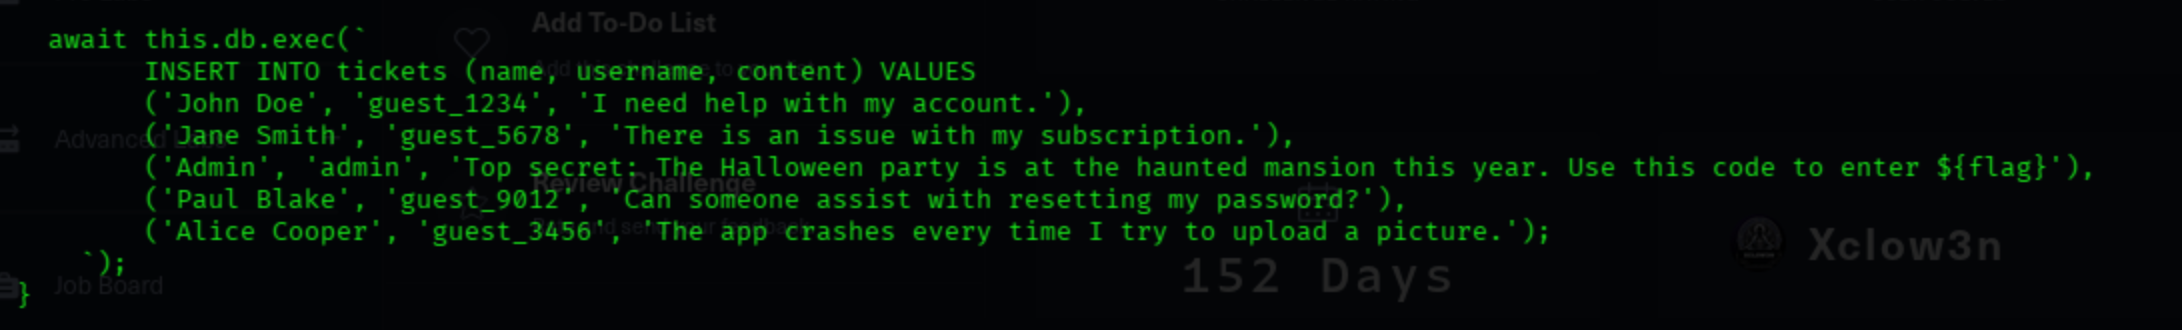 Add To-Do List
await this.db.exec(`
INSERT INTO tickets (name, username, content) VALUES
('John Doe', 'guest_1234', 'I need help with my account.'),
('Jane Smith', 'guest_5678', 'There is an issue with my subscription.'),
Advanced
('Admin', 'admin', 'Top secret: The Halloween party is at the haunted mansion this year. Use this code to enter ${flag}'),
Review Challenge
('Paul Blake', 'guest_9012', 'Can someone assist with resetting my password?'),
('Alice Cooper', 'guest_3456', 'The app crashes every time I try to upload a picture.');
Xclow3n
`);
152 Days
Job Board
}